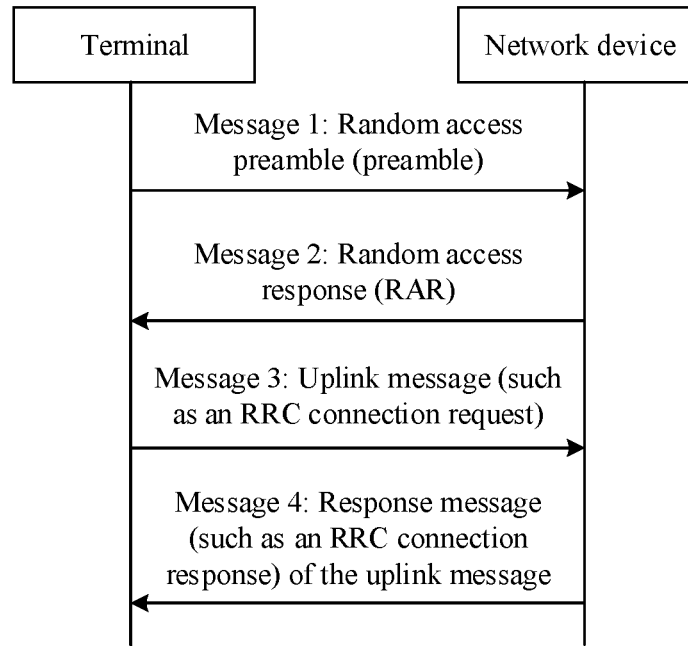 Terminal
Network device
Message 1: Random access
preamble (preamble)
Message 2: Random access
response (RAR)
Message 3: Uplink message (such
as an RRC connection request)
Message 4: Response message
(such as an RRC connection
response) of the uplink message